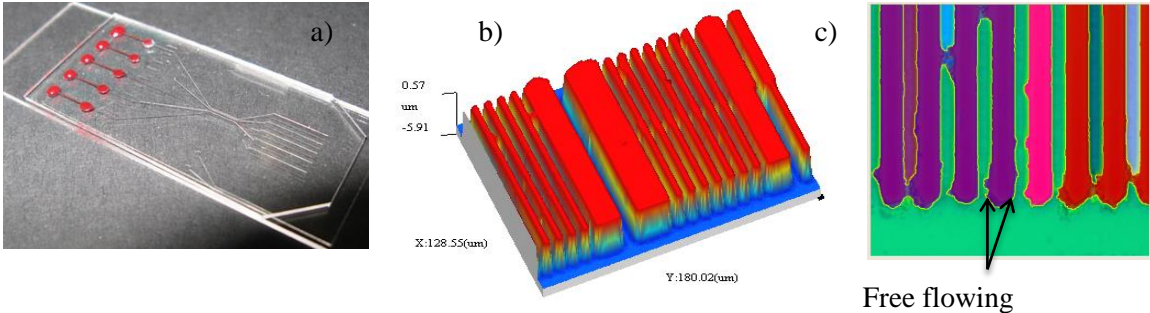 a)
b)
c)
0.57
um
-5.91
X:128.55(um)
Y:180.02(um)
Free flowing